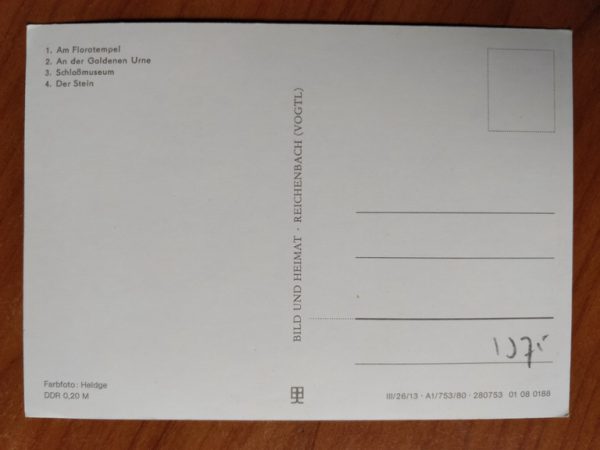 1. Am Floratempel
2. An der Goldenen Urne
3. Schloßmuseum
4. Der Stein
BILD UND HEIMAT · REICHENBACH (VOGTL)
Farbfoto: Heldge
DDR 0,20 M
III/26/13 · A1/753/80 · 280753 01 08 0188